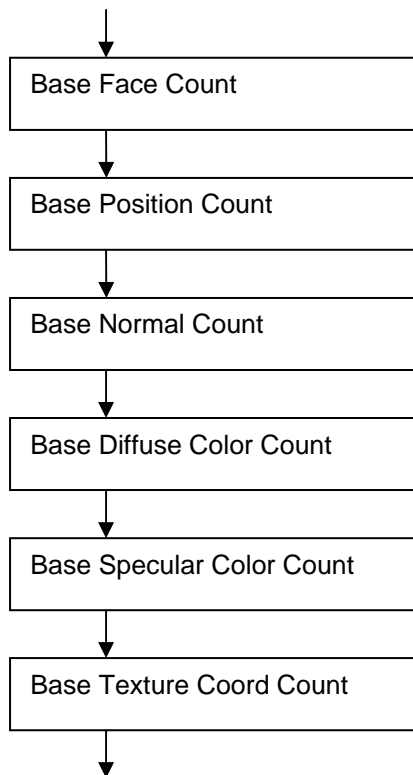 Base Face Count
Base Position Count
Base Normal Count
Base Diffuse Color Count
Base Specular Color Count
Base Texture Coord Count